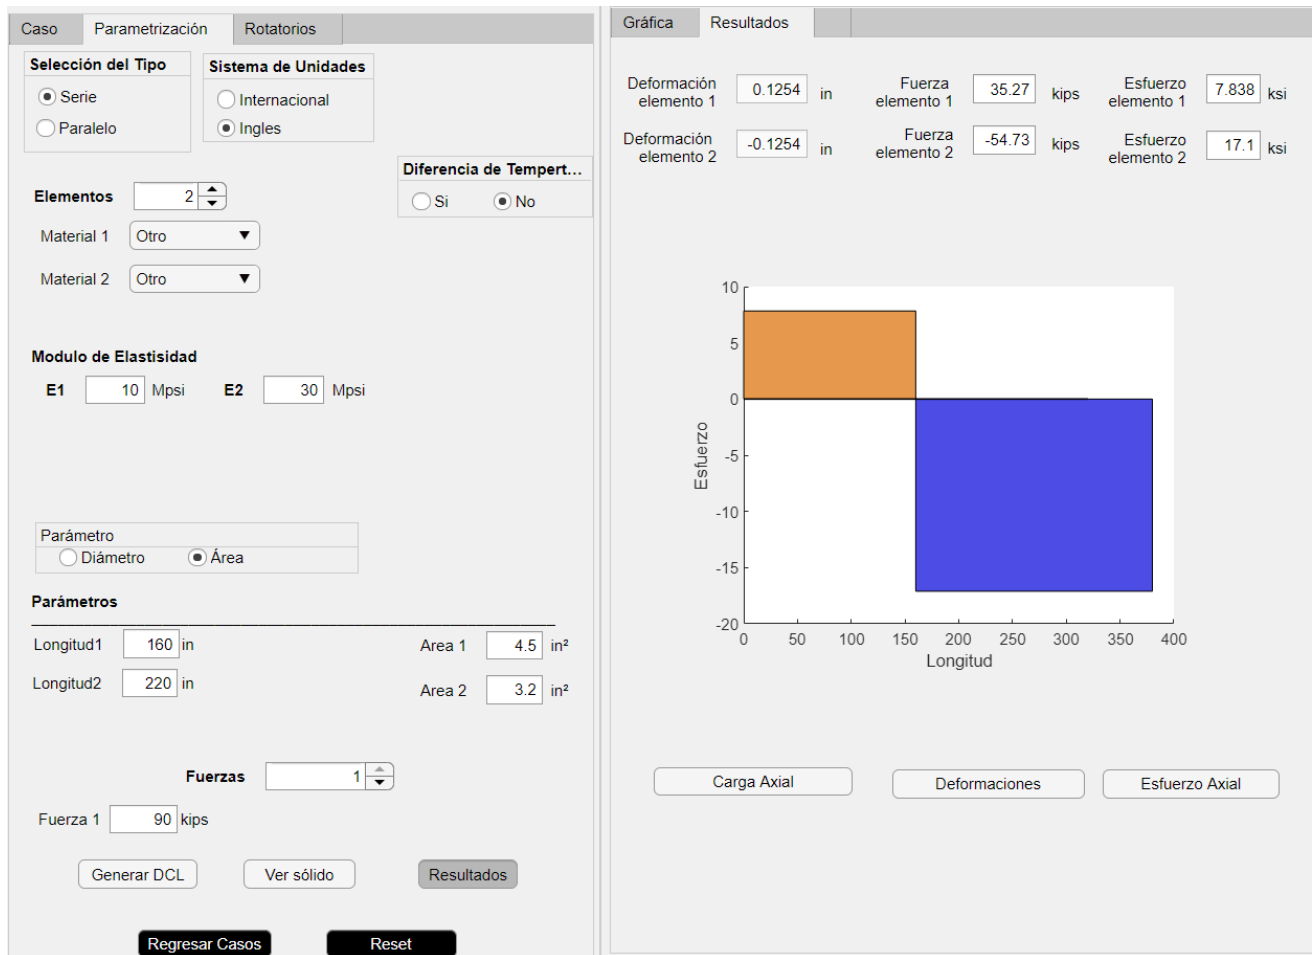 Caso Parametrización Rotatorios
Selección del Tipo
Serie
Paralelo
Sistema de Unidades
Internacional
Ingles
Diferencia de Tempert...
Si No
Elementos 2
Material 1 Otro
Material 2 Otro
Modulo de Elastisidad
E1 10 Mpsi E2 30 Mpsi
Parámetro
Diámetro Área
Parámetros
Longitud1 160 in Area 1 4.5 in²
Longitud2 220 in Area 2 3.2 in²
Fuerzas 1
Fuerza 1 90 kips
Generar DCL Ver sólido Resultados
Regresar Casos Reset
Gráfica Resultados
Deformación elemento 1 0.1254 in Fuerza elemento 1 35.27 kips Esfuerzo elemento 1 7.838 ksi
Deformación elemento 2 -0.1254 in Fuerza elemento 2 -54.73 kips Esfuerzo elemento 2 17.1 ksi
10
5
0
-5
-10
-15
-20
Esfuerzo
0 50 100 150 200 250 300 350 400
Longitud
Carga Axial Deformaciones Esfuerzo Axial